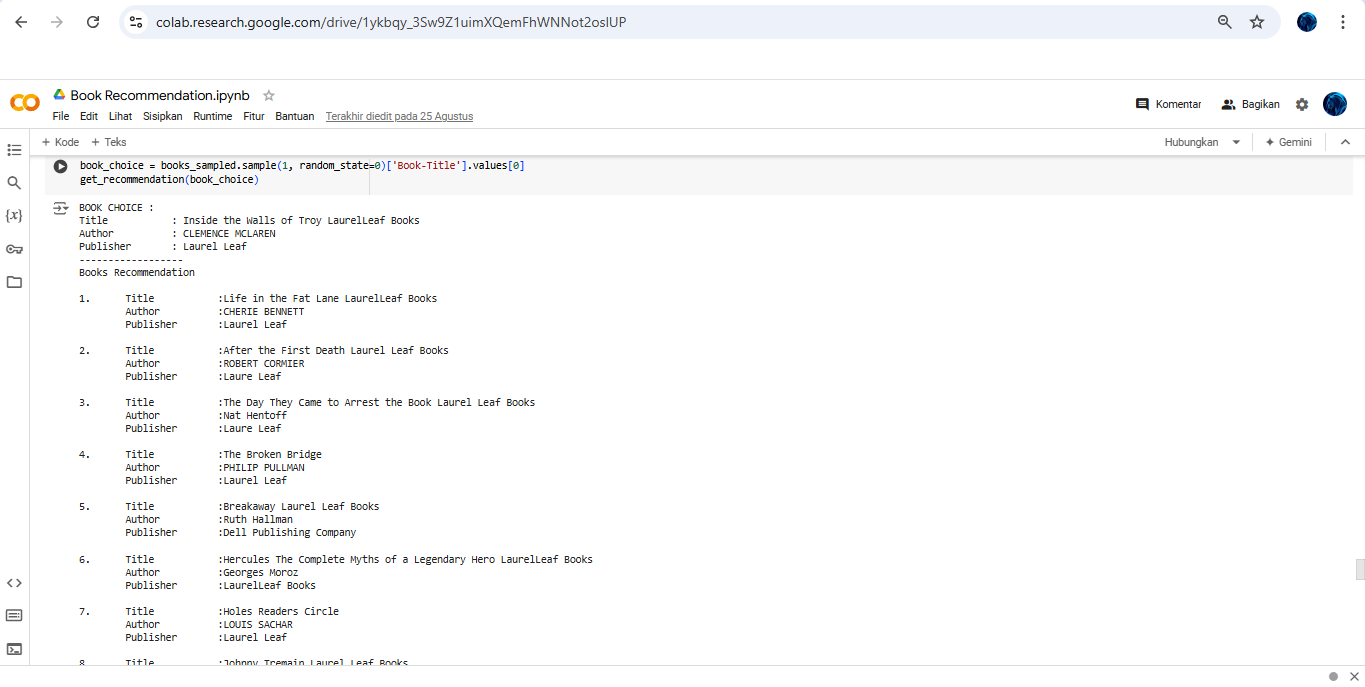 colab.research.google.com/drive/1ykbqy_3Sw9Z1uimXQemFhWNNot2oslUP
CO Book Recommendation.ipynb
File Edit Lihat Sisipkan Runtime Fitur Bantuan Terakhir diedit pada 25 Agustus
Komentar Bagikan
+ Kode + Teks Hubungkan Gemini
book_choice = books_sampled.sample(1, random_state=0)['Book-Title'].values[0]
get_recommendation(book_choice)
{x}
BOOK CHOICE :
Title : Inside the Walls of Troy LaurelLeaf Books
Author : CLEMENCE MCLAREN
Publisher : Laurel Leaf
------------------
Books Recommendation
1. Title :Life in the Fat Lane LaurelLeaf Books
Author :CHERIE BENNETT
Publisher :Laurel Leaf
2. Title :After the First Death Laurel Leaf Books
Author :ROBERT CORMIER
Publisher :Laure Leaf
3. Title :The Day They Came to Arrest the Book Laurel Leaf Books
Author :Nat Hentoff
Publisher :Laure Leaf
4. Title :The Broken Bridge
Author :PHILIP PULLMAN
Publisher :Laurel Leaf
5. Title :Breakaway Laurel Leaf Books
Author :Ruth Hallman
Publisher :Dell Publishing Company
6. Title :Hercules The Complete Myths of a Legendary Hero LaurelLeaf Books
Author :Georges Moroz
Publisher :LaurelLeaf Books
7. Title :Holes Readers Circle
Author :LOUIS SACHAR
Publisher :Laurel Leaf
8. Title :Johnny Tremain Laurel Leaf Books